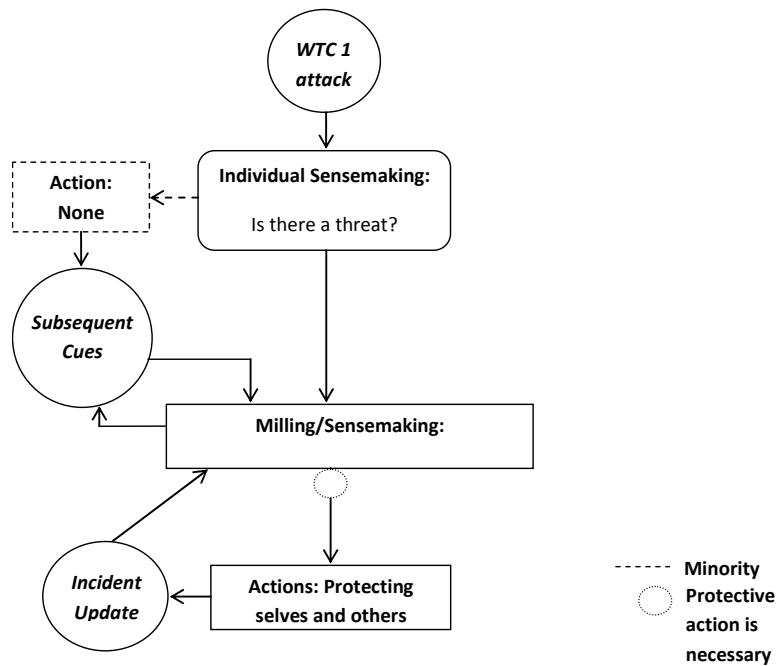 WTC 1
attack
Individual Sensemaking:
Is there a threat?
Action:
None
Subsequent
Cues
Milling/Sensemaking:
Incident
Update
Actions: Protecting
selves and others
Minority
Protective
action is
necessary